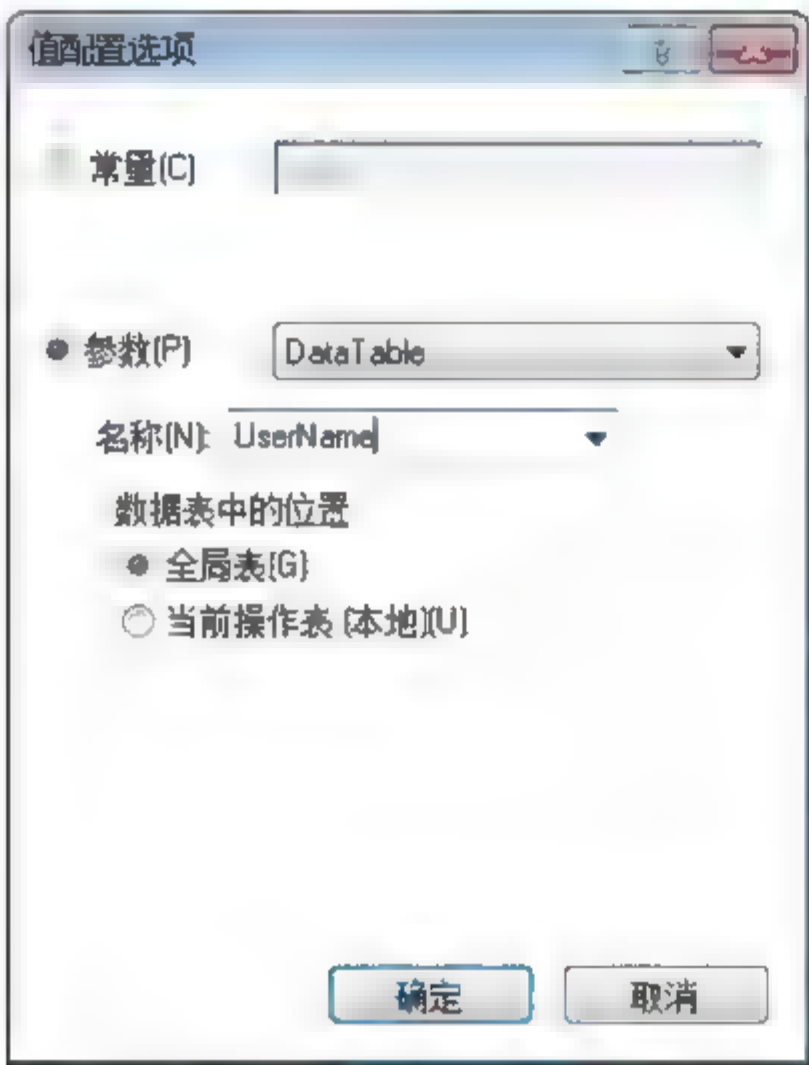 值配置选项
常量(C)
参数(P) DataTable
名称(N): UserName
数据表中的位置
全局表(G)
当前操作表(本地)(U)
确定 取消